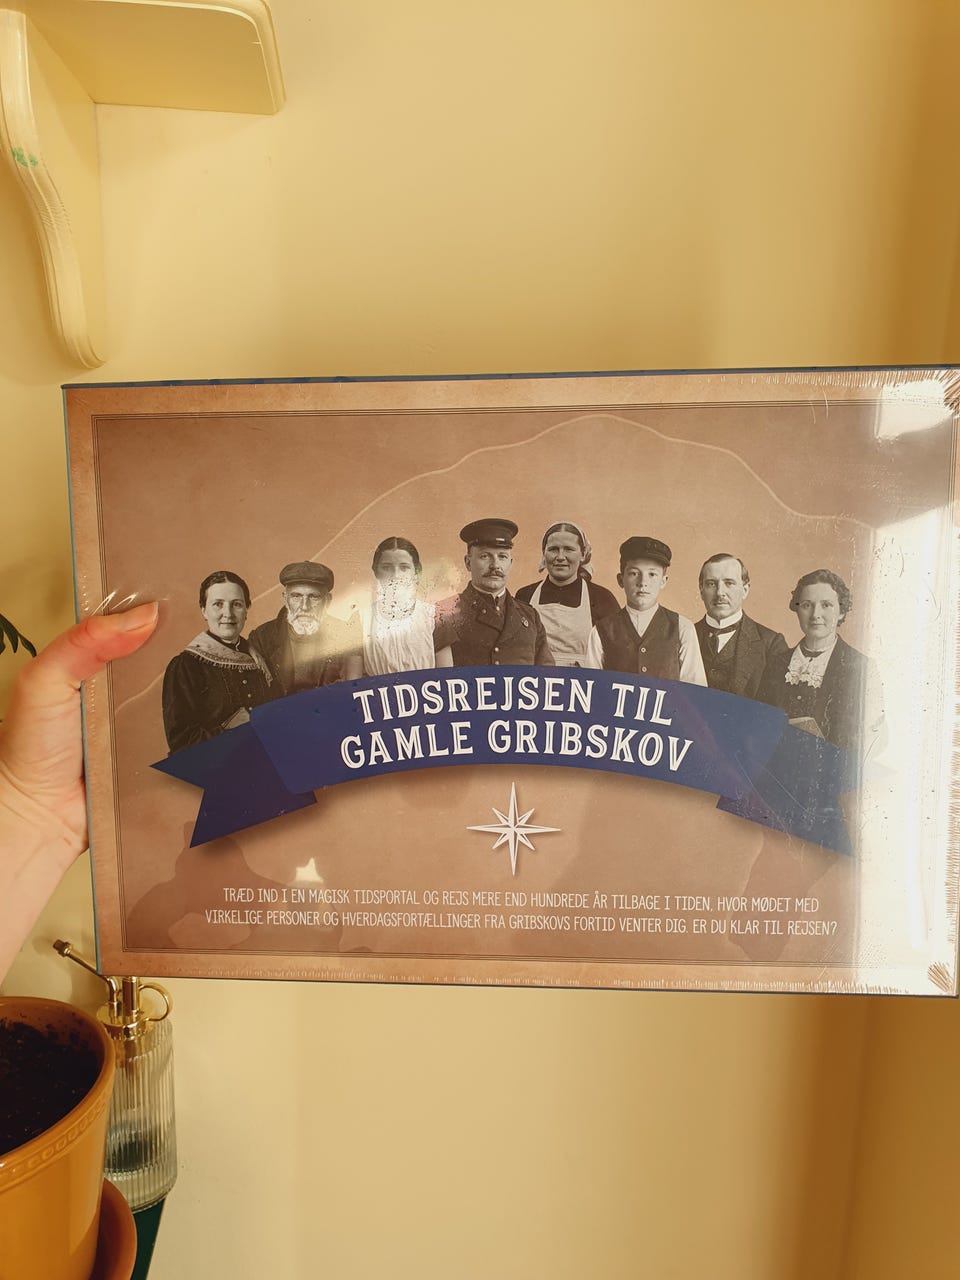 TIDSREJSEN TIL
GAMLE GRIBSKOV
TRÆD IND I EN MAGISK TIDSPORTAL OG REJS MERE END HUNDREDE ÅR TILBAGE I TIDEN, HVOR MØDET MED
VIRKELIGE PERSONER OG HVERDAGSFORTÆLLINGER FRA GRIBSKOVS FORTID VENTER DIG. ER DU KLAR TIL REJSEN?